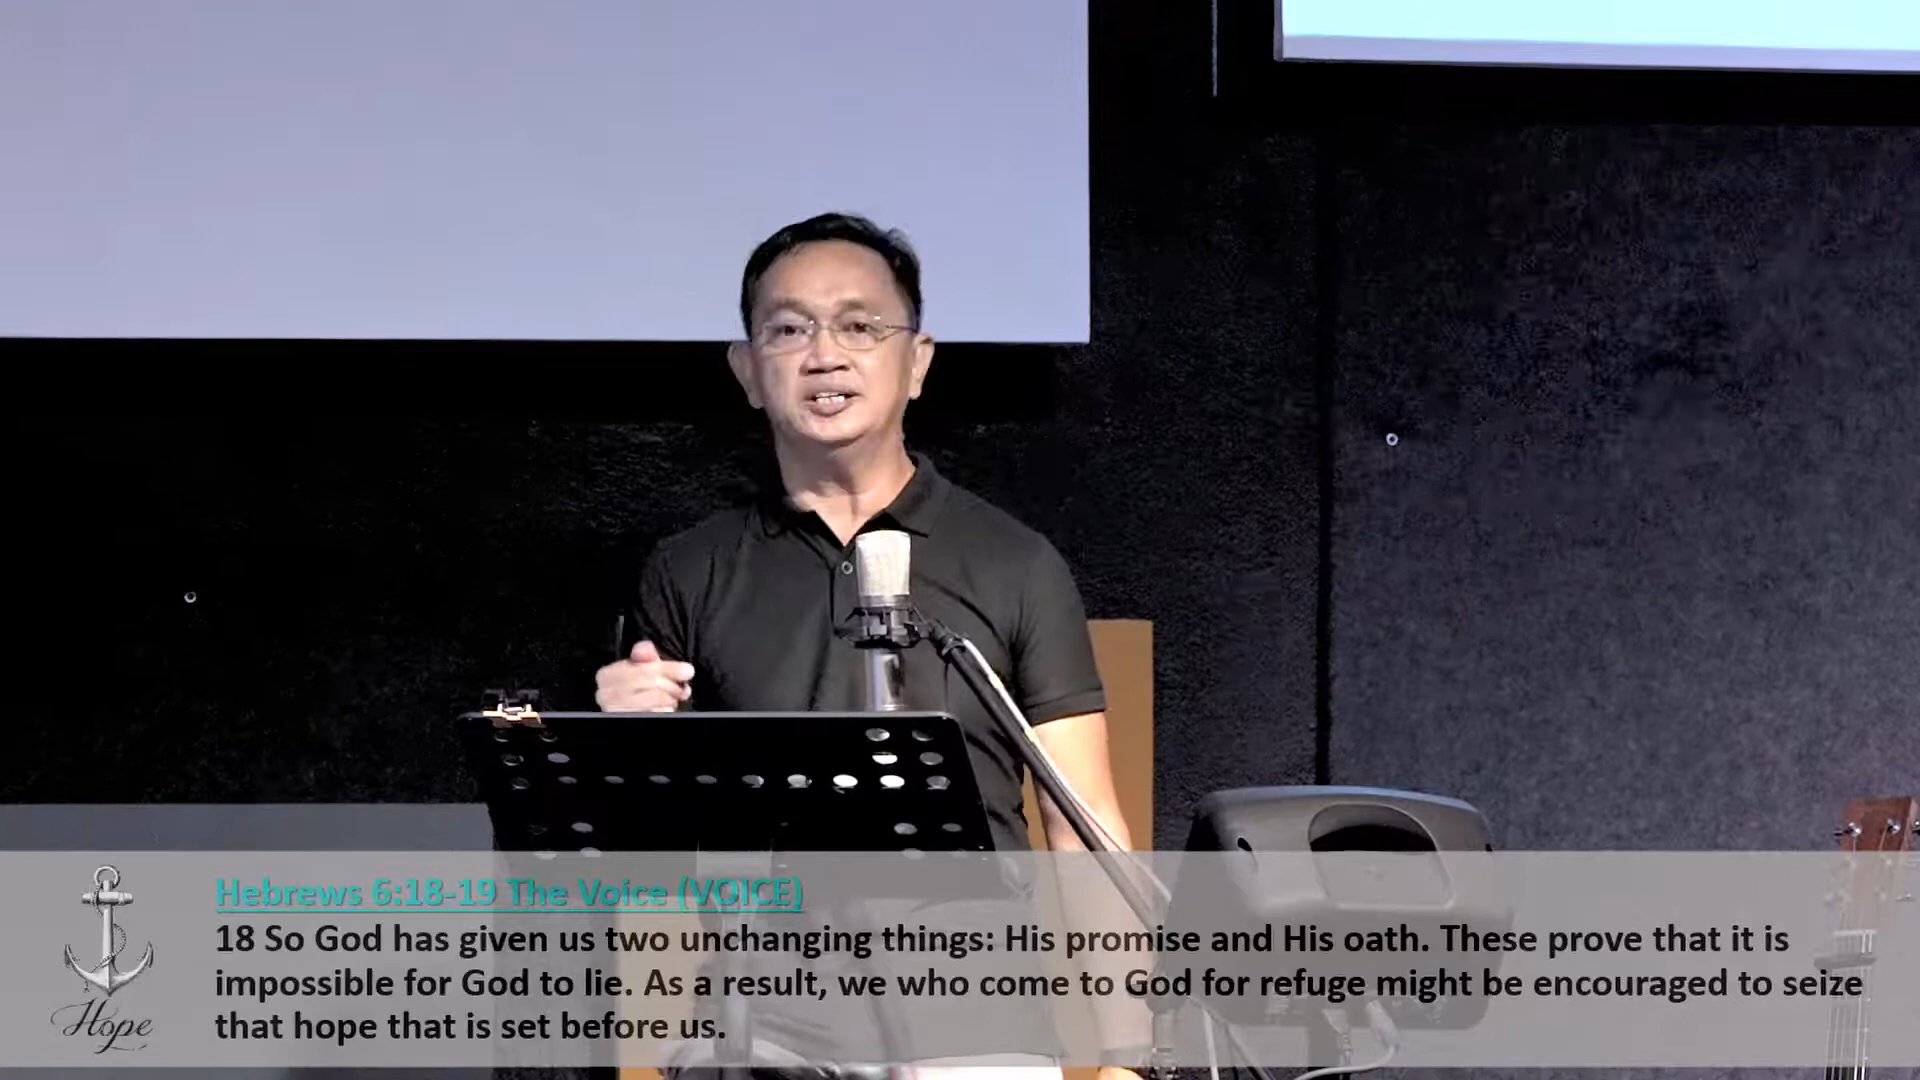 Hebrews 6:18-19 The Voice (VOICE)
18 So God has given us two unchanging things: His promise and His oath. These prove that it is
impossible for God to lie. As a result, we who come to God for refuge might be encouraged to seize
that hope that is set before us.
Hope